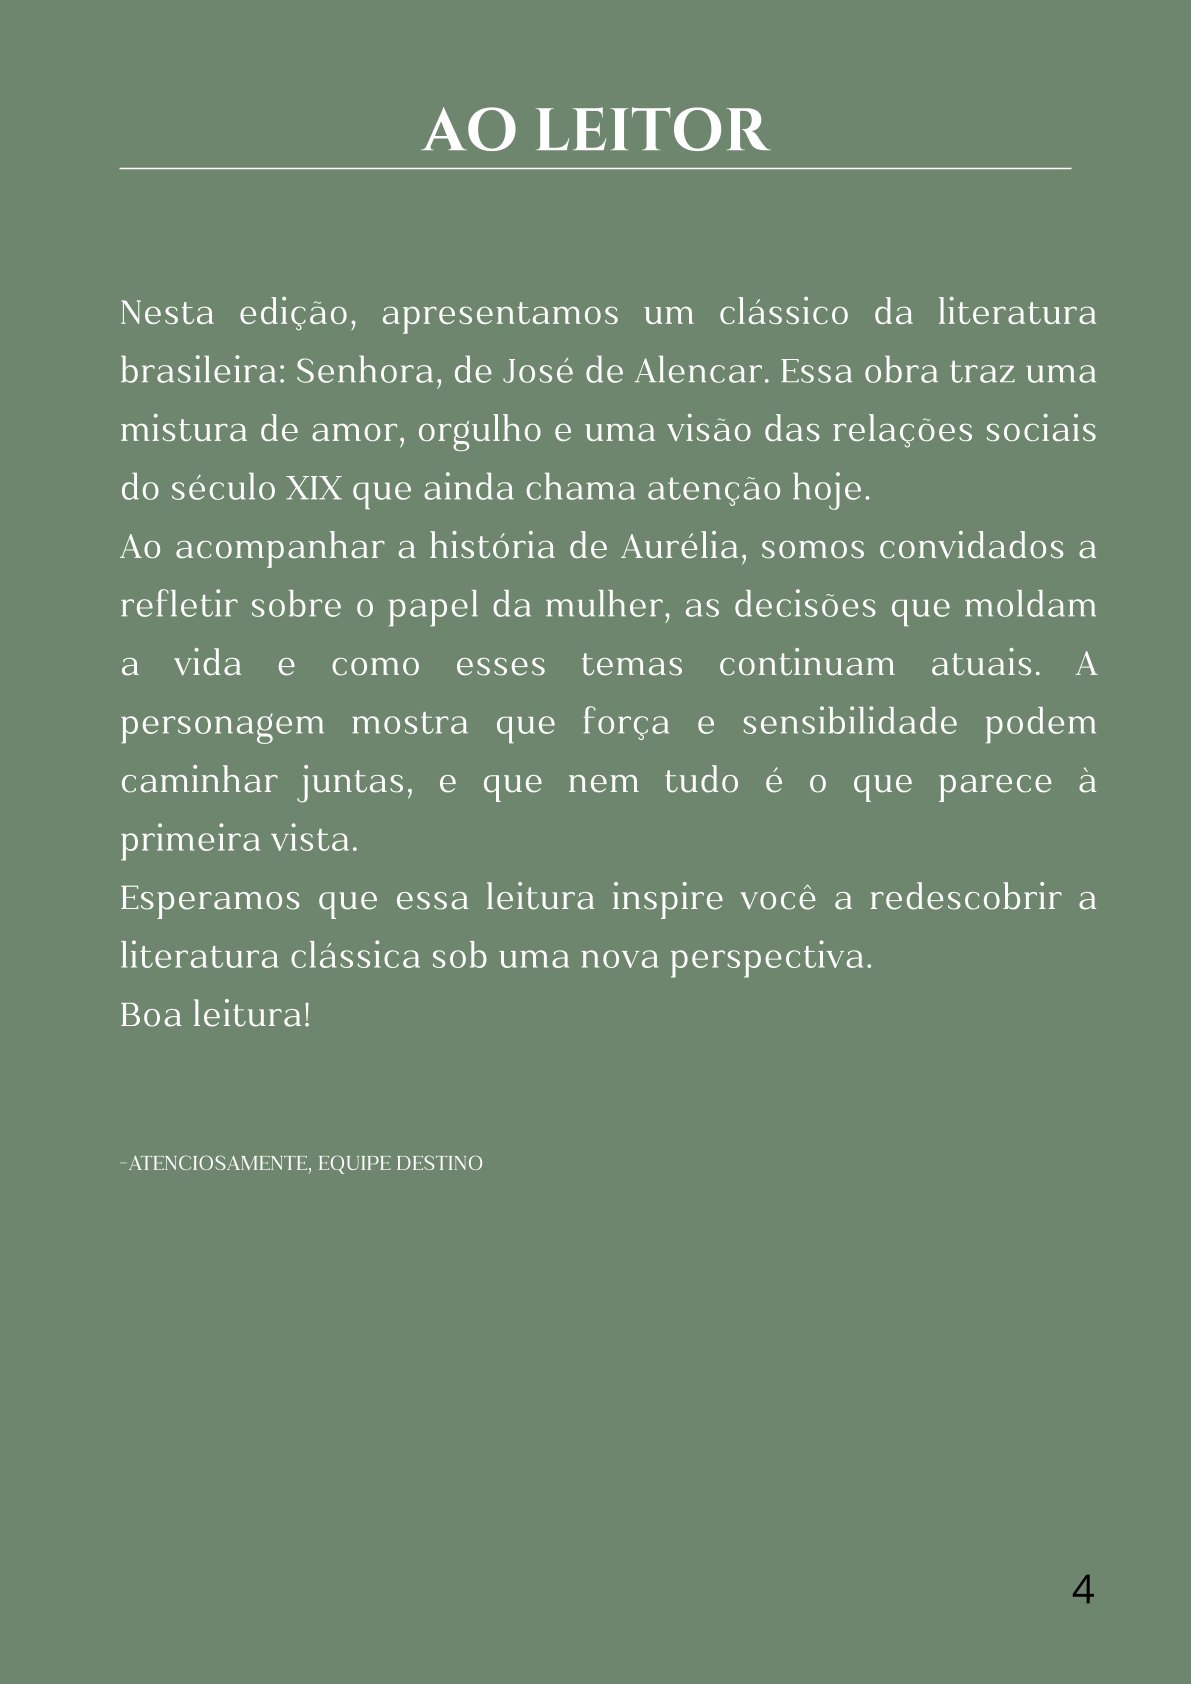 AO LEITOR
Nesta edição, apresentamos um clássico da literatura
brasileira: Senhora, de José de Alencar. Essa obra traz uma
mistura de amor, orgulho e uma visão das relações sociais
do século XIX que ainda chama atenção hoje.
Ao acompanhar a história de Aurélia, somos convidados a
refletir sobre o papel da mulher, as decisões que moldam
a vida e como esses temas continuam atuais. A
personagem mostra que força e sensibilidade podem
caminhar juntas, e que nem tudo é o que parece à
primeira vista.
Esperamos que essa leitura inspire você a redescobrir a
literatura clássica sob uma nova perspectiva.
Boa leitura!
-ATENCIOSAMENTE, EQUIPE DESTINO
4